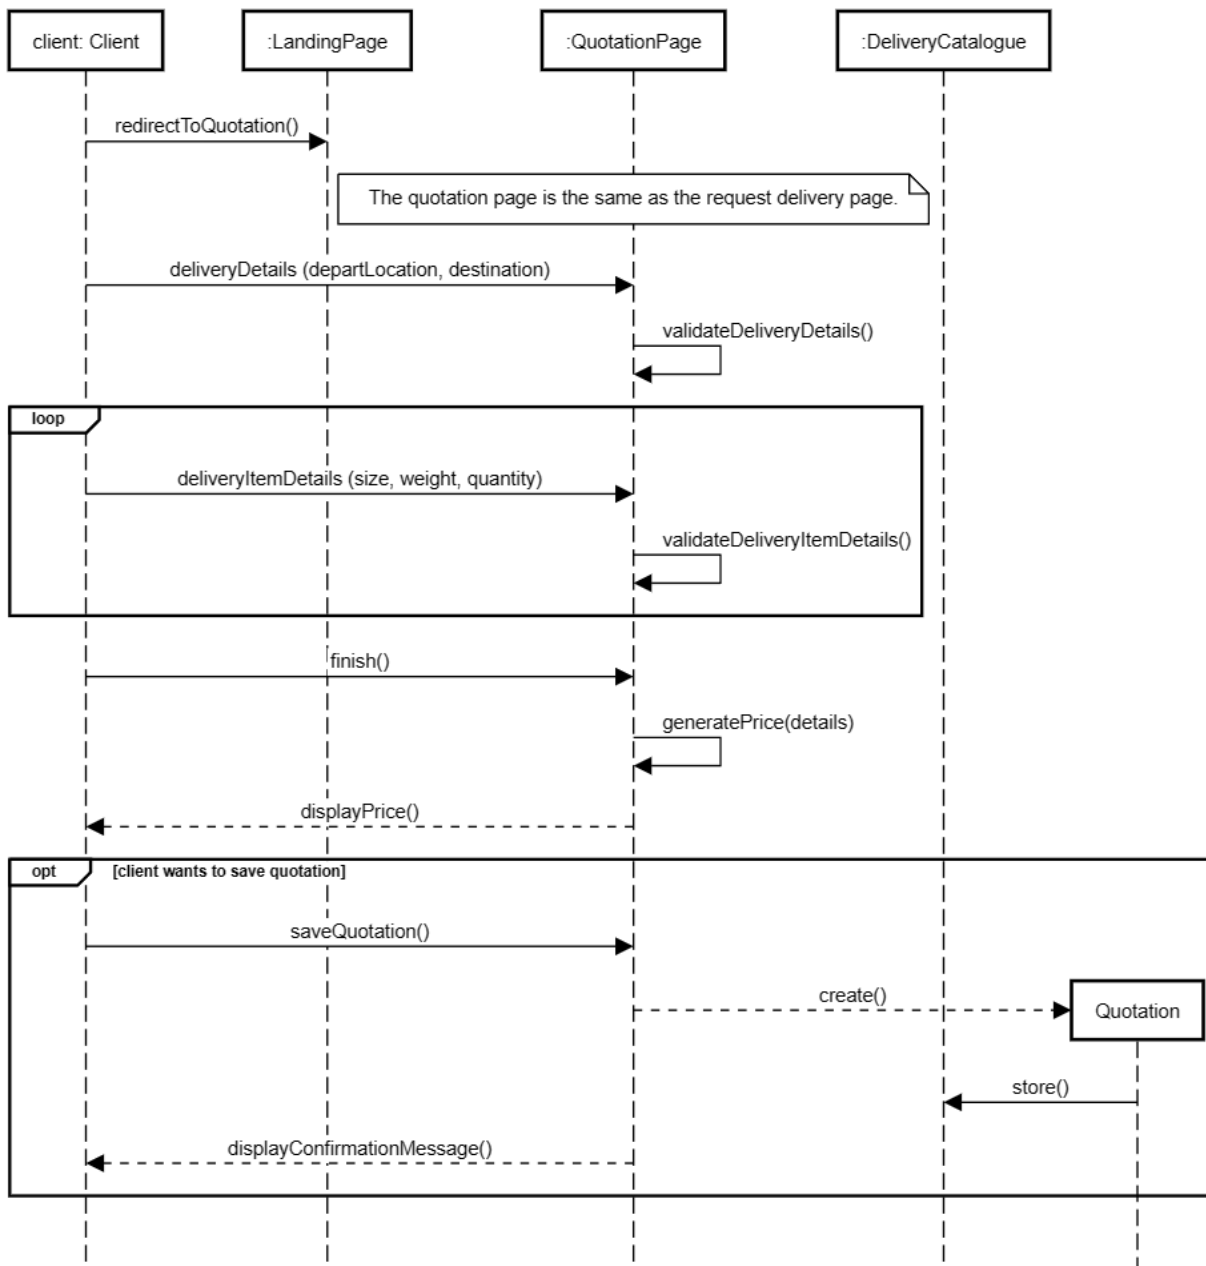 client: Client
:LandingPage
:QuotationPage
:DeliveryCatalogue
redirectToQuotation()
The quotation page is the same as the request delivery page.
deliveryDetails (departLocation, destination)
validateDeliveryDetails()
loop
deliveryItemDetails (size, weight, quantity)
validateDeliveryItemDetails()
finish()
generatePrice(details)
displayPrice()
opt
[client wants to save quotation]
saveQuotation()
create()
Quotation
store()
displayConfirmationMessage()